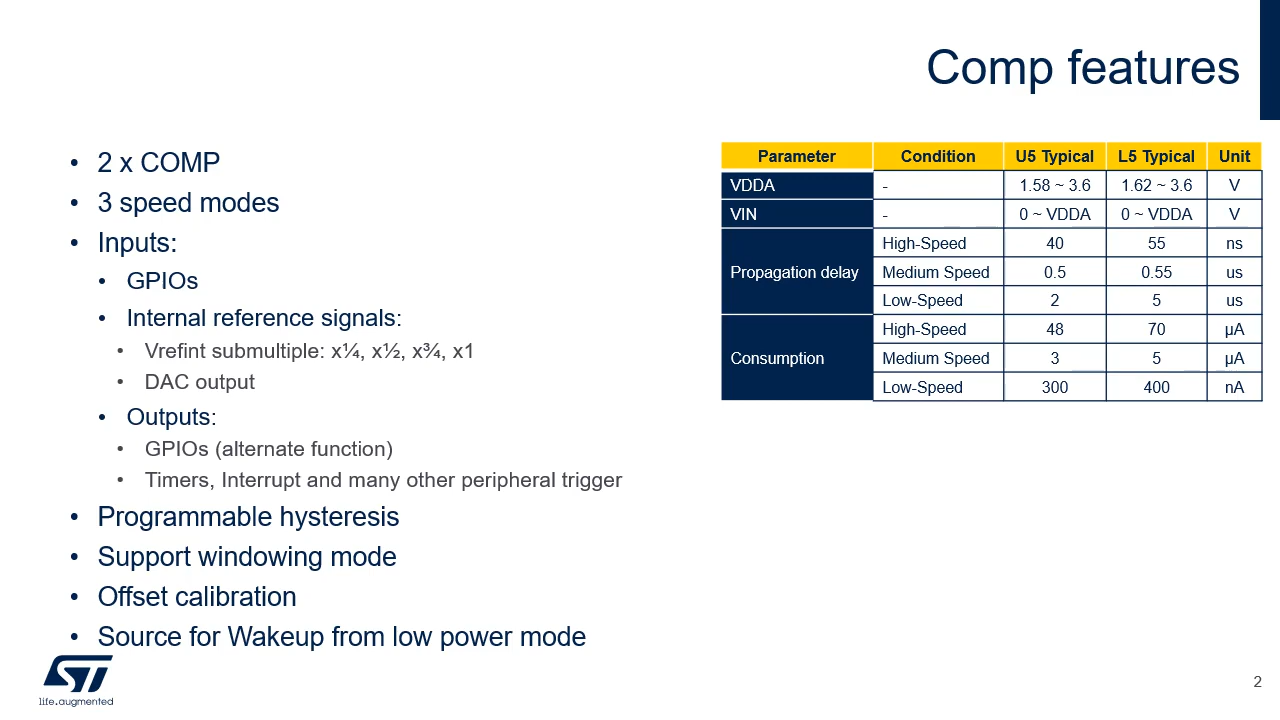 Comp features
• 2 x COMP
• 3 speed modes
• Inputs:
• GPIOs
• Internal reference signals:
• Vrefint submultiple: x¼, x½, x¾, x1
• DAC output
• Outputs:
• GPIOs (alternate function)
• Timers, Interrupt and many other peripheral trigger
• Programmable hysteresis
• Support windowing mode
• Offset calibration
• Source for Wakeup from low power mode
Parameter Condition U5 Typical L5 Typical Unit
VDDA - 1.58 ~ 3.6 1.62 ~ 3.6 V
VIN - 0 ~ VDDA 0 ~ VDDA V
Propagation delay High-Speed 40 55 ns
Medium Speed 0.5 0.55 us
Low-Speed 2 5 us
Consumption High-Speed 48 70 µA
Medium Speed 3 5 µA
Low-Speed 300 400 nA
ST
life.augmented
2